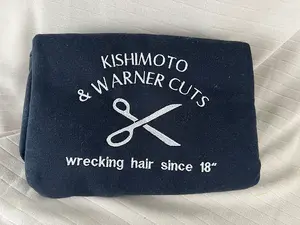 KISHIMOTO
& WARNER CUTS
wrecking hair since 18"